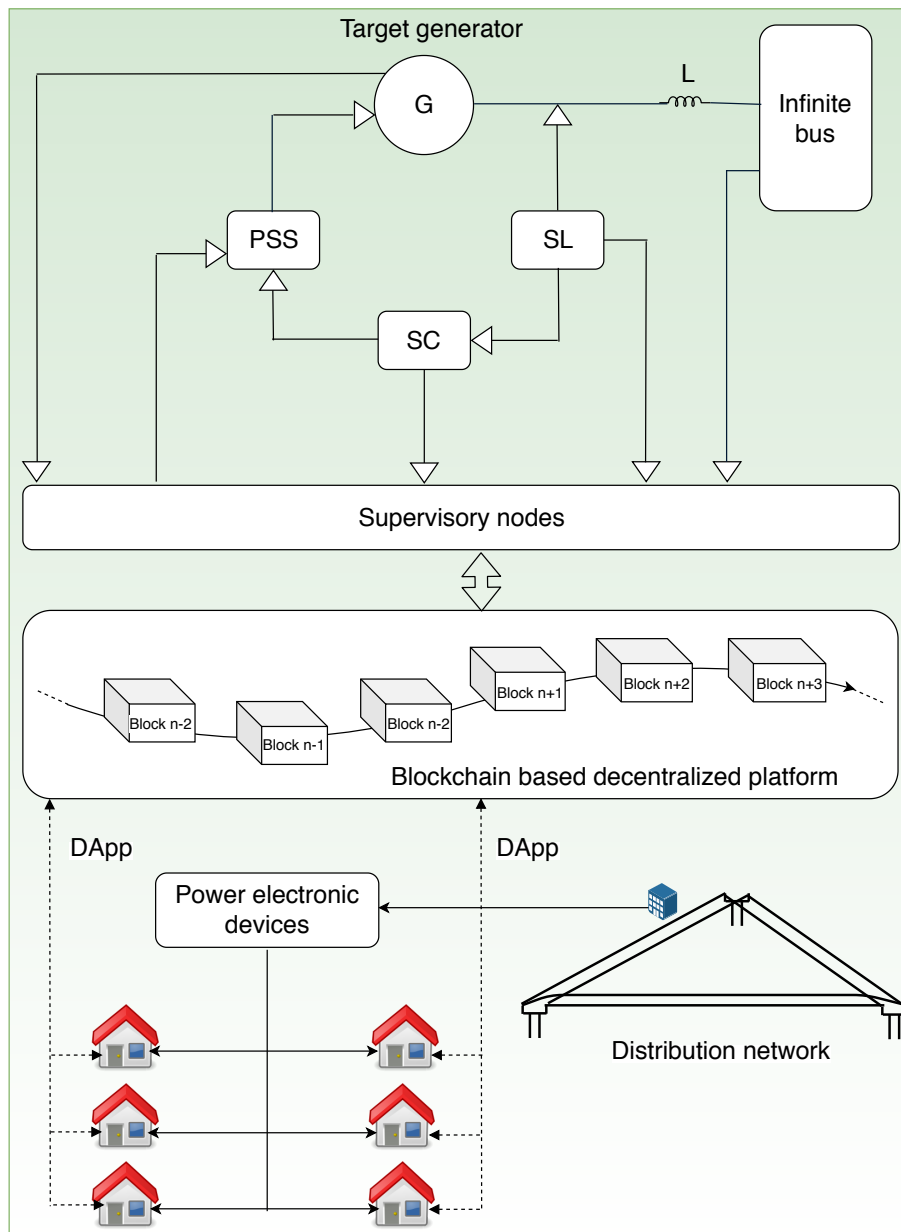 Target generator
G
L
Infinite
bus
PSS
SL
SC
Supervisory nodes
Block n-2
Block n-1
Block n-2
Block n+1
Block n+2
Block n+3
Blockchain based decentralized platform
DApp
DApp
Power electronic
devices
Distribution network